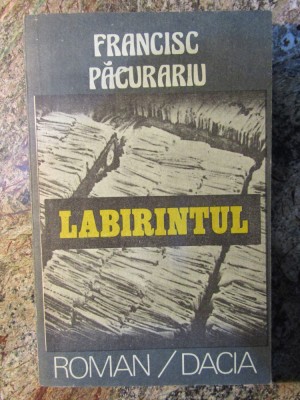 FRANCISC
PĂCURARIU
LABIRINTUL
ROMAN / DACIA